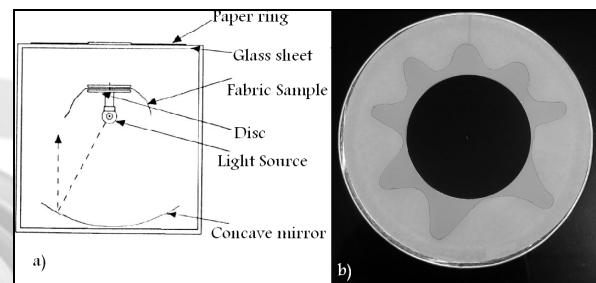 Paper ring
Glass sheet
Fabric Sample
Disc
Light Source
Concave mirror
a)
b)